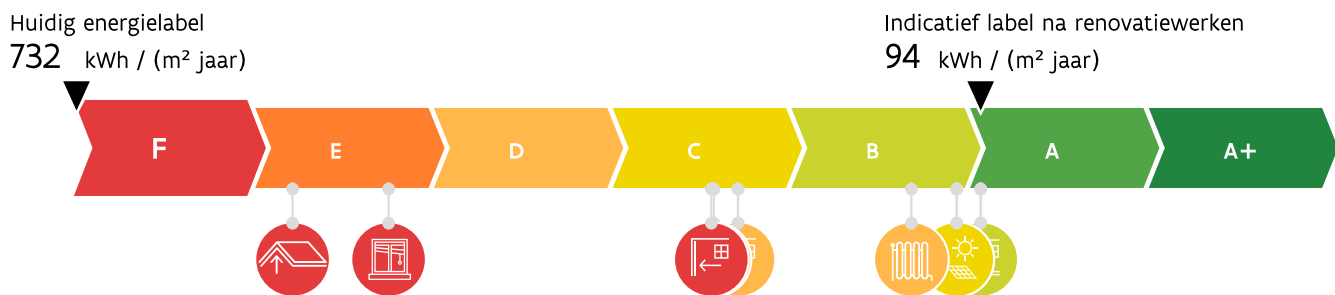 Huidig energielabel
732 kWh / (m² jaar)
Indicatief label na renovatiewerken
94 kWh / (m² jaar)
F E D C B A A+